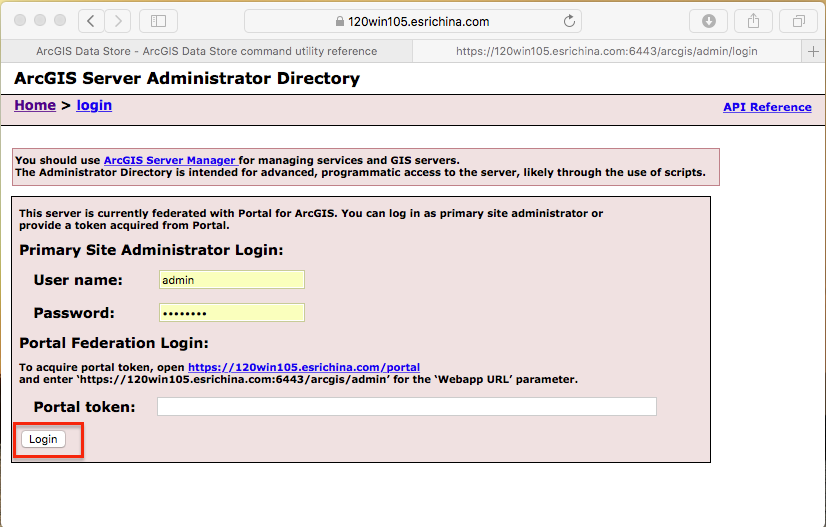 120win105.esrichina.com
ArcGIS Data Store - ArcGIS Data Store command utility reference
https://120win105.esrichina.com:6443/arcgis/admin/login
ArcGIS Server Administrator Directory
Home > login
API Reference
You should use ArcGIS Server Manager for managing services and GIS servers.
The Administrator Directory is intended for advanced, programmatic access to the server, likely through the use of scripts.
This server is currently federated with Portal for ArcGIS. You can log in as primary site administrator or
provide a token acquired from Portal.
Primary Site Administrator Login:
User name: admin
Password: ••••••••
Portal Federation Login:
To acquire portal token, open https://120win105.esrichina.com/portal
and enter ‘https://120win105.esrichina.com:6443/arcgis/admin’ for the ‘Webapp URL’ parameter.
Portal token:
Login